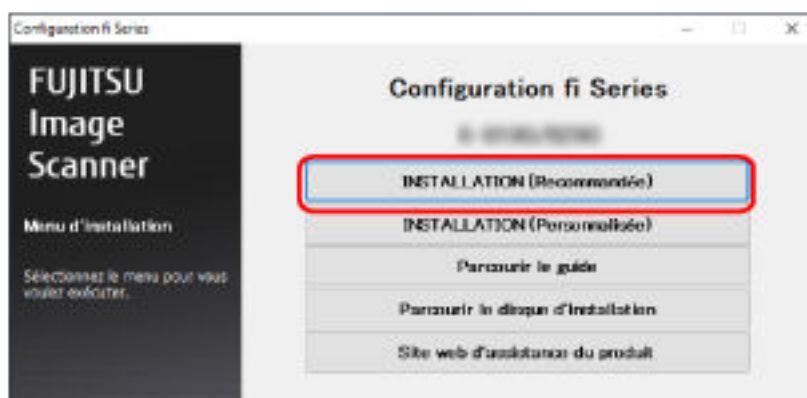 Configuration fi Series
FUJITSU
Image
Scanner
Menu d'installation
Sélectionnez le menu pour vous
voulez exécuter.
Configuration fi Series
INSTALLATION (Recommandée)
INSTALLATION (Personnalisée)
Parcourir le guide
Parcourir le disque d'installation
Site web d'assistance du produit